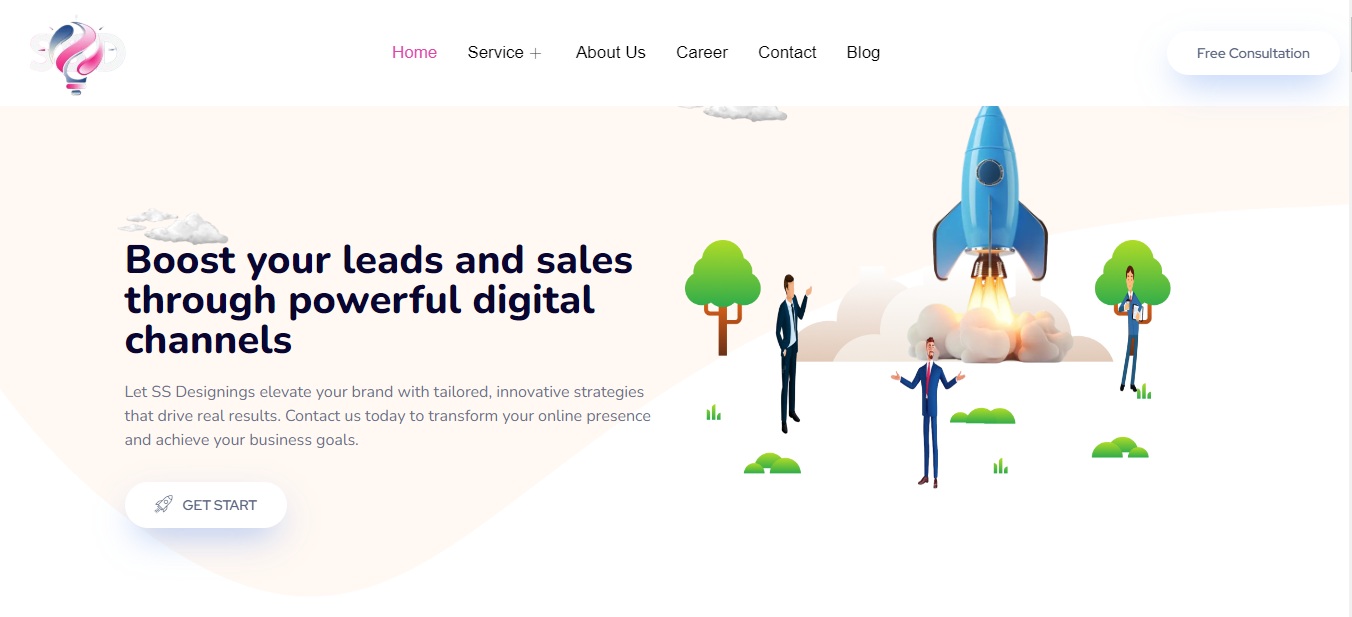 Home Service About Us Career Contact Blog Free Consultation
Boost your leads and sales
through powerful digital
channels
Let SS Designings elevate your brand with tailored, innovative strategies
that drive real results. Contact us today to transform your online presence
and achieve your business goals.
GET START